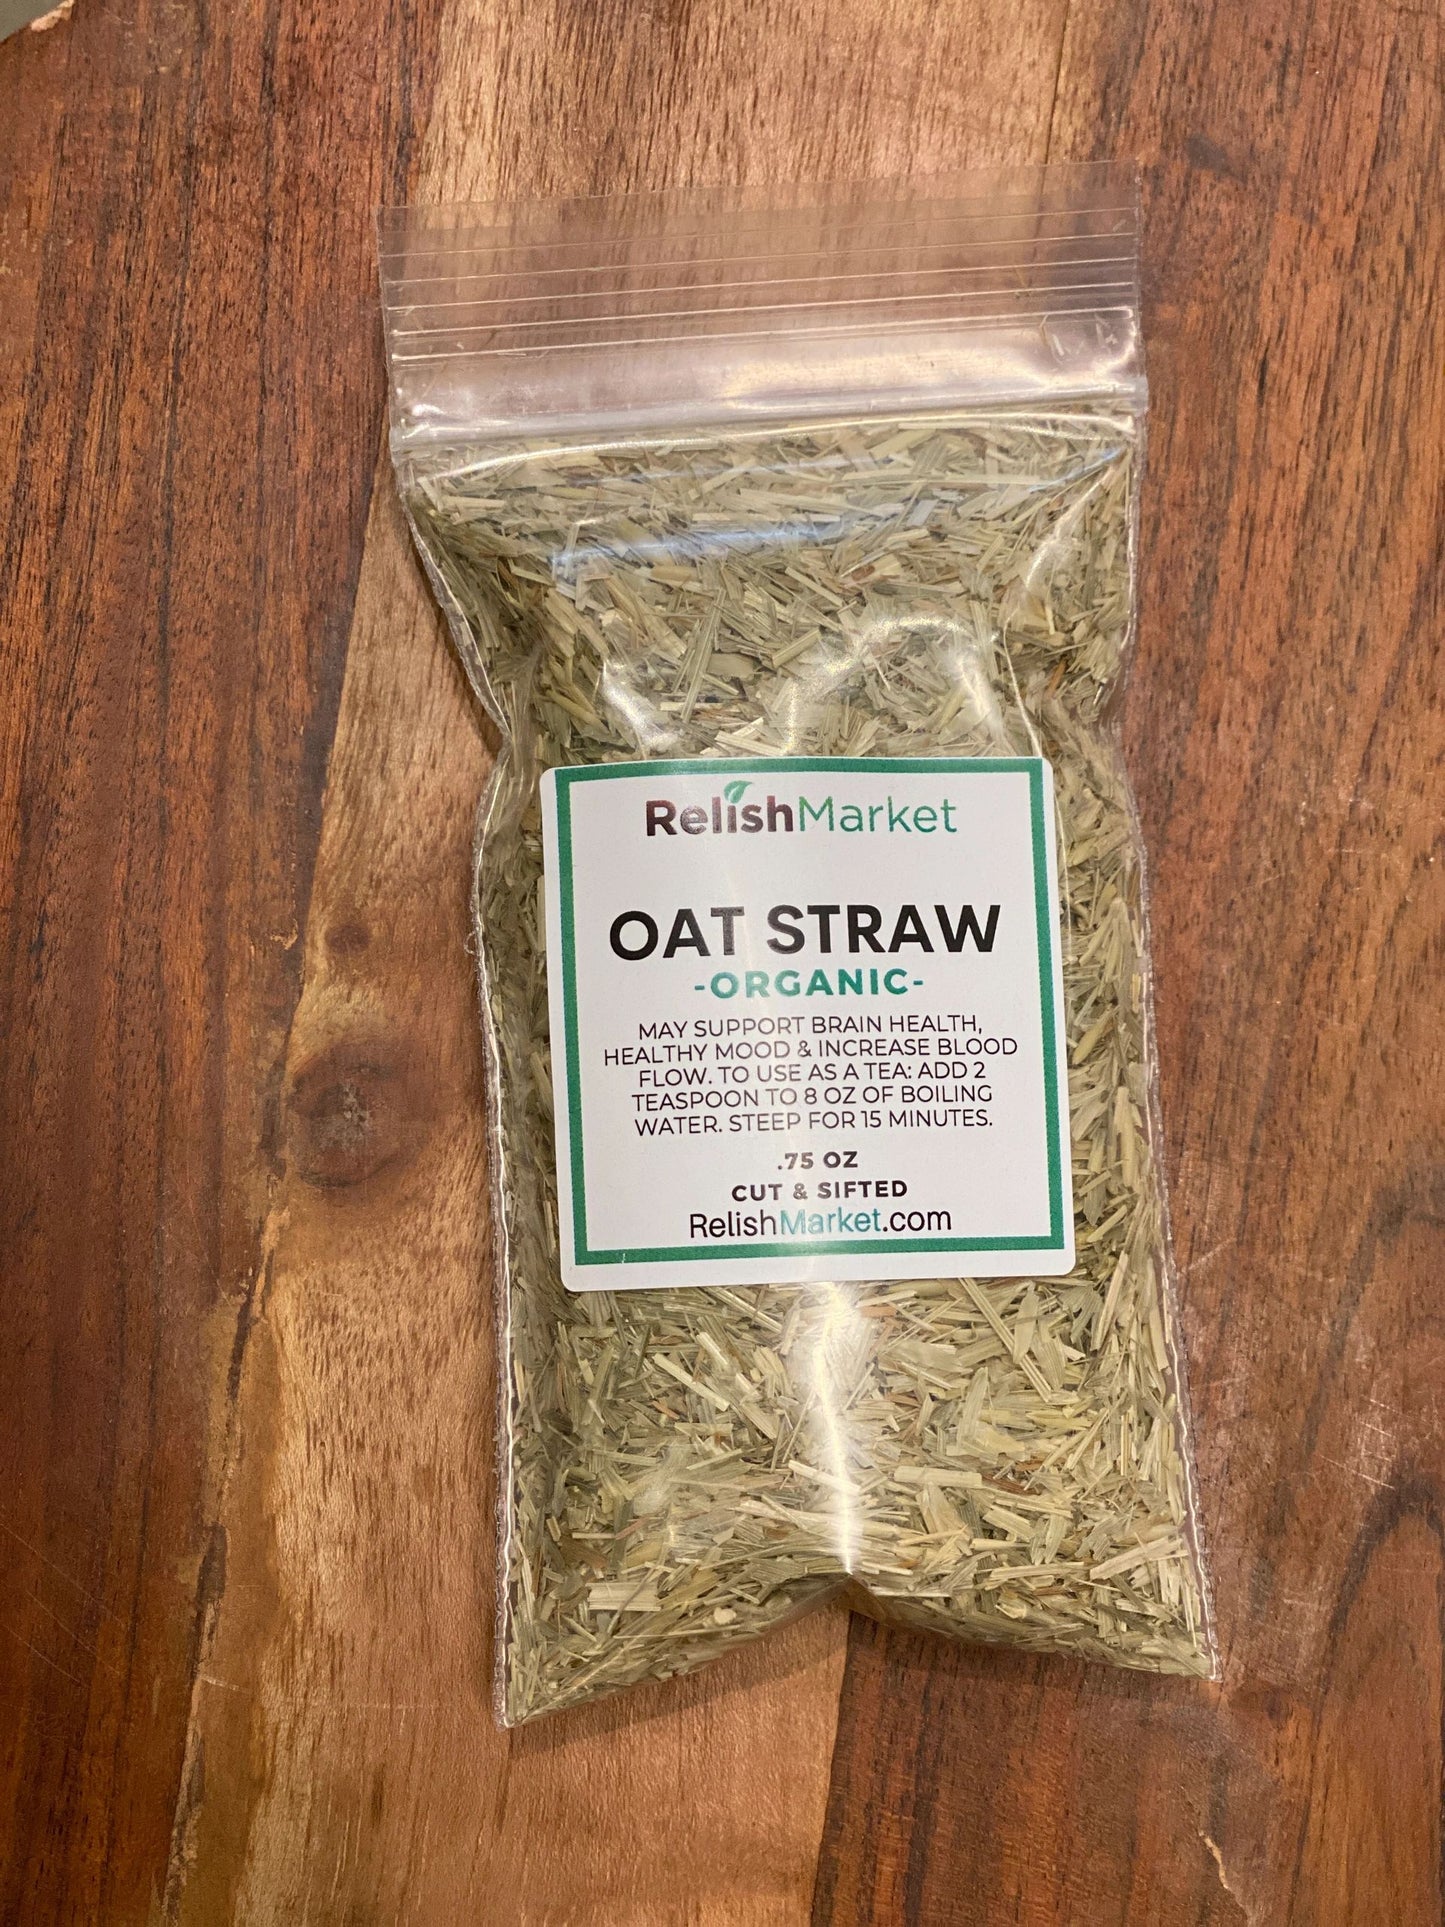 RelishMarket
OAT STRAW
-ORGANIC-
MAY SUPPORT BRAIN HEALTH,
HEALTHY MOOD & INCREASE BLOOD
FLOW. TO USE AS A TEA: ADD 2
TEASPOON TO 8 OZ OF BOILING
WATER. STEEP FOR 15 MINUTES.
.75 OZ
CUT & SIFTED
RelishMarket.com